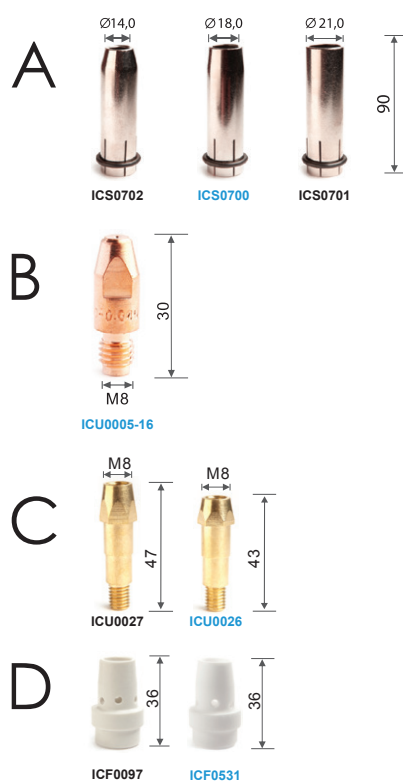 A
Ø14,0
Ø18,0
Ø21,0
90
ICS0702
ICS0700
ICS0701
B
30
M8
ICU0005-16
C
M8
M8
47
43
ICU0027
ICU0026
D
36
36
ICF0097
ICF0531